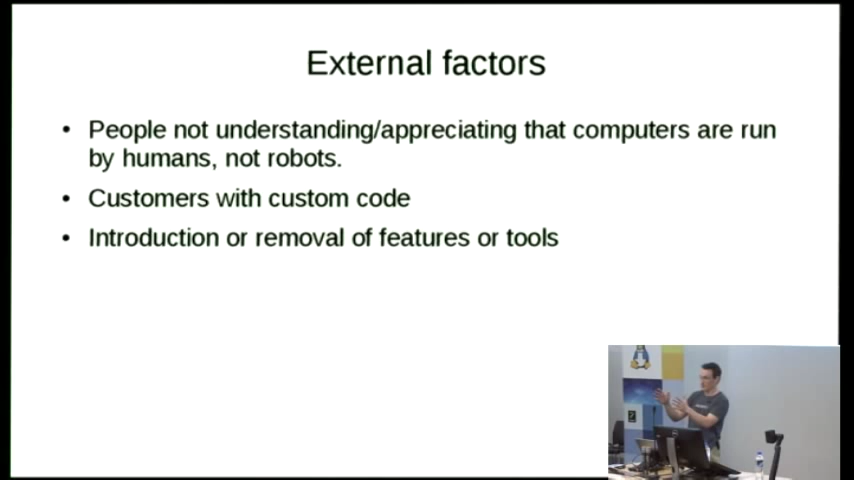 External factors
• People not understanding/appreciating that computers are run
by humans, not robots.
• Customers with custom code
• Introduction or removal of features or tools